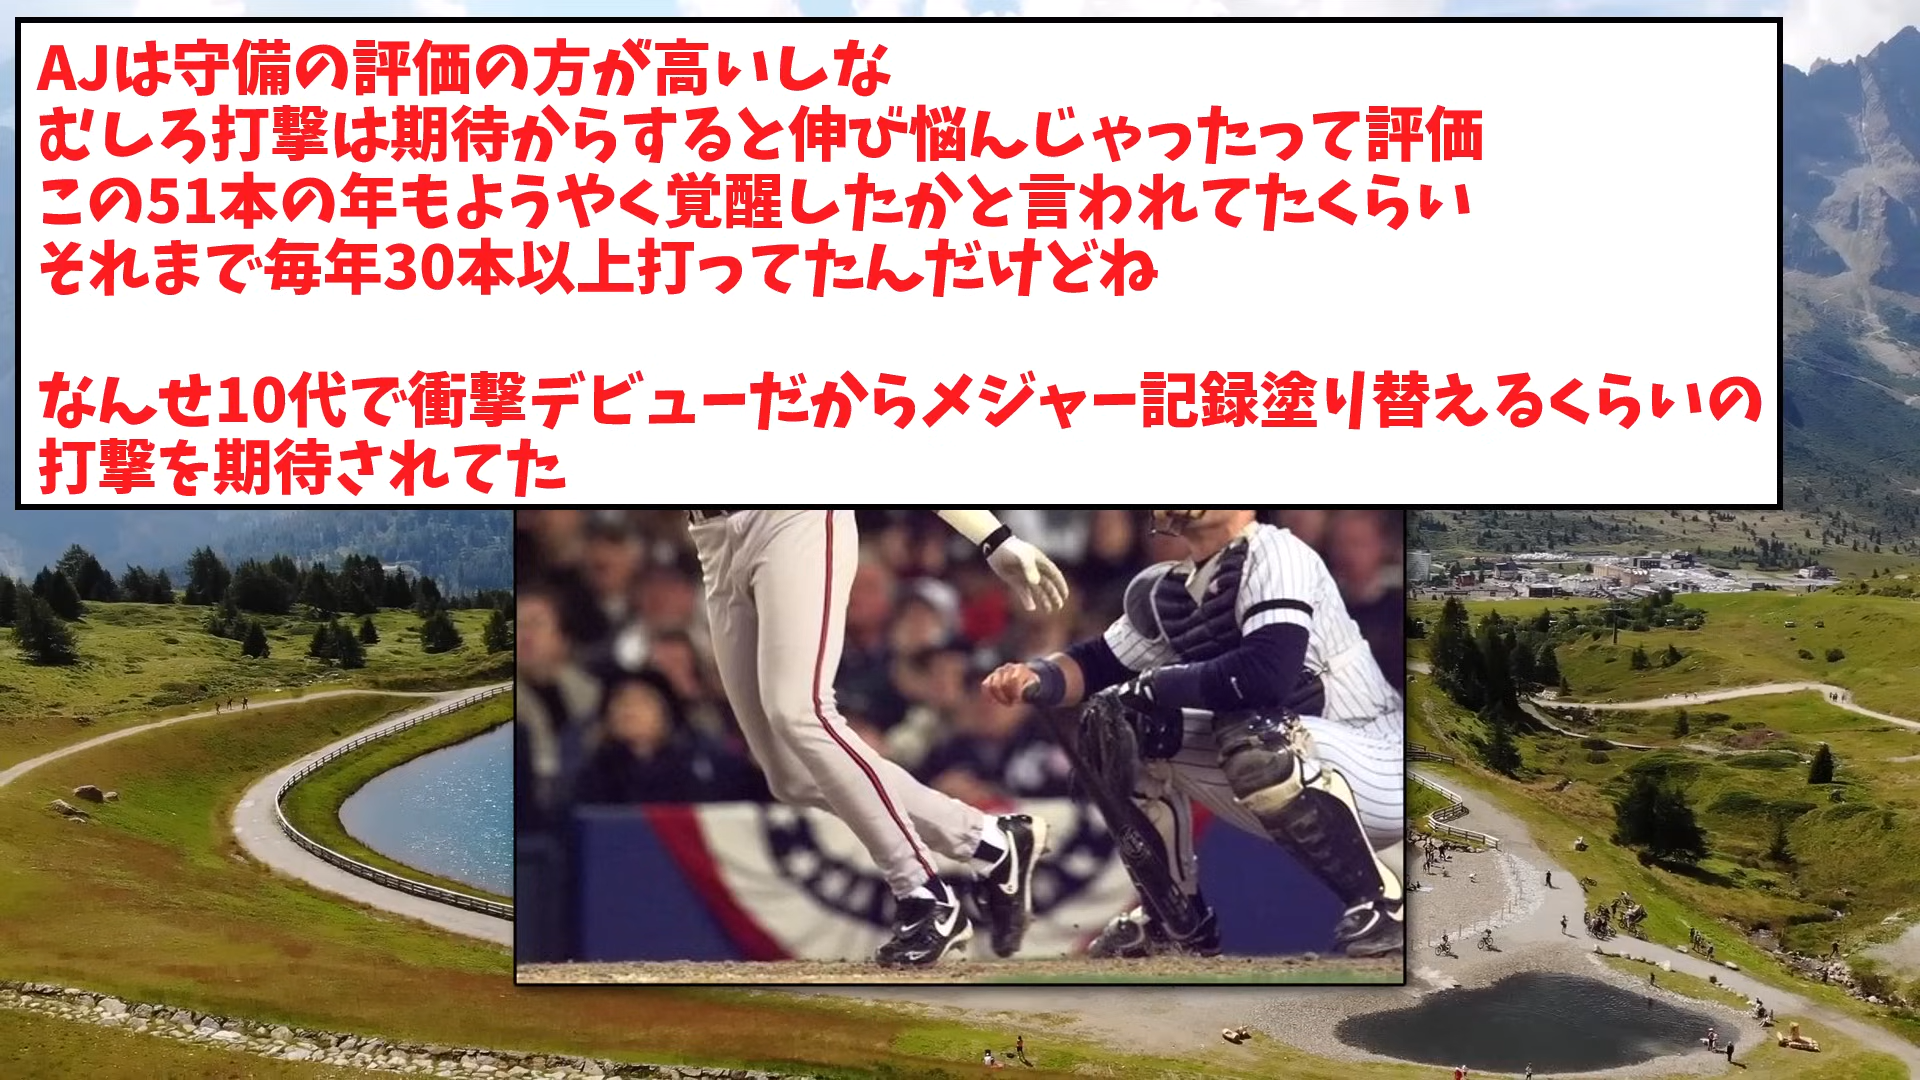 AJは守備の評価の方が高いしな
むしろ打撃は期待からすると伸び悩んじゃったって評価
この51本の年もようやく覚醒したかと言われてたくらい
それまで毎年30本以上打ってたんだけどね
なんせ10代で衝撃デビューだからメジャー記録塗り替えるくらいの
打撃を期待されてた